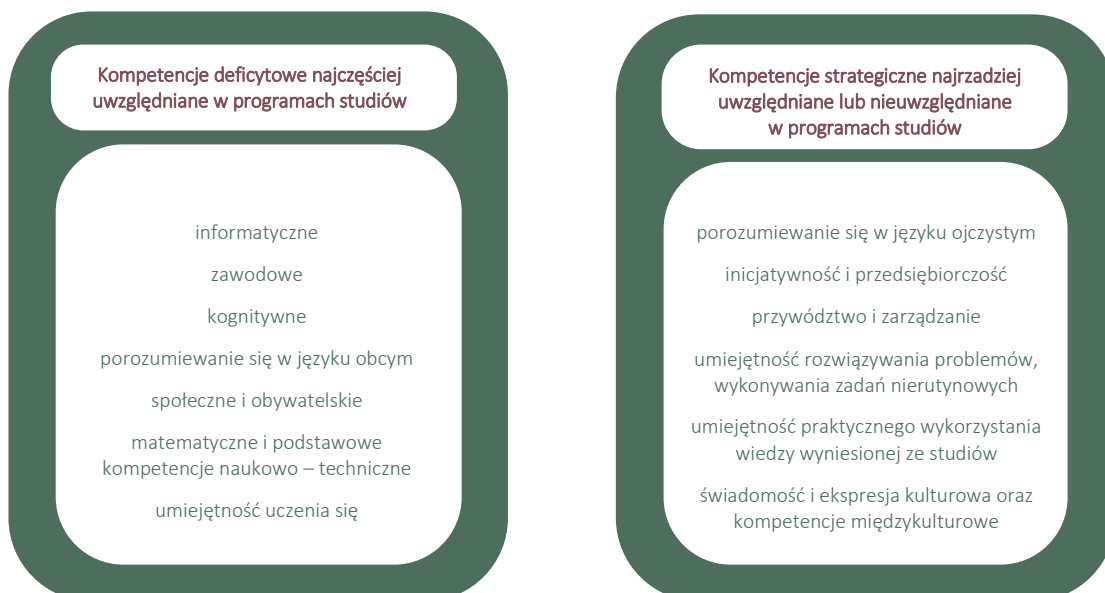 Kompetencje deficytowe najczęściej
uwzględniane w programach studiów
informatyczne
zawodowe
kognitywne
porozumiewanie się w języku obcym
społeczne i obywatelskie
matematyczne i podstawowe
kompetencje naukowo – techniczne
umiejętność uczenia się
Kompetencje strategiczne najrzadziej
uwzględniane lub nieuwzględniane
w programach studiów
porozumiewanie się w języku ojczystym
inicjatywność i przedsiębiorczość
przywództwo i zarządzanie
umiejętność rozwiązywania problemów,
wykonywania zadań nierutynowych
umiejętność praktycznego wykorzystania
wiedzy wyniesionej ze studiów
świadomość i ekspresja kulturowa oraz
kompetencje międzykulturowe